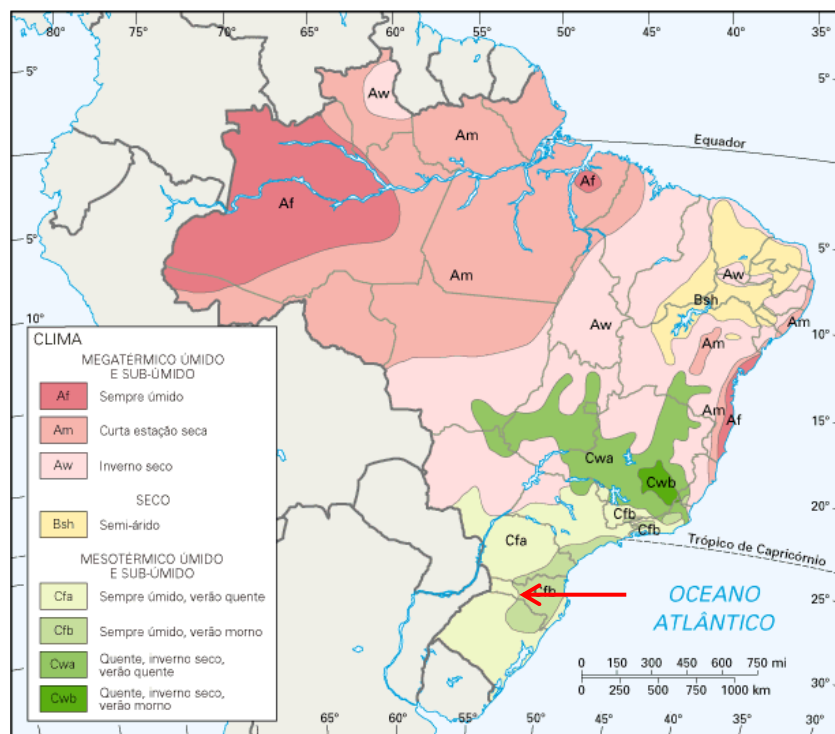 80°
75°
70°
65°
60°
55°
50°
45°
40°
35°
5°
5°
Aw
Am
Equador
0°
Af
Af
5°
Am
5°
Aw
Bsh
10°
Aw
Am
10°
Am
CLIMA
MEGATÉRMICO ÚMIDO
E SUB-ÚMIDO
Af Sempre úmido
Am Curta estação seca
Aw Inverno seco
SECO
Bsh Semi-árido
MESOTÉRMICO ÚMIDO
E SUB-ÚMIDO
Cfa Sempre úmido, verão quente
Cfb Sempre úmido, verão morno
Cwa Quente, inverno seco,
verão quente
Cwb Quente, inverno seco,
verão morno
Am
Af
15°
Cwa
Cwb
20°
Cfb
Cfb
Cfa
Trópico de Capricórnio
Cfb
OCEANO
ATLÂNTICO
25°
0 150 300 450 600 750 mi
0 250 500 750 1000 km
30°
65°
60°
55°
50°
45°
40°
35°
30°